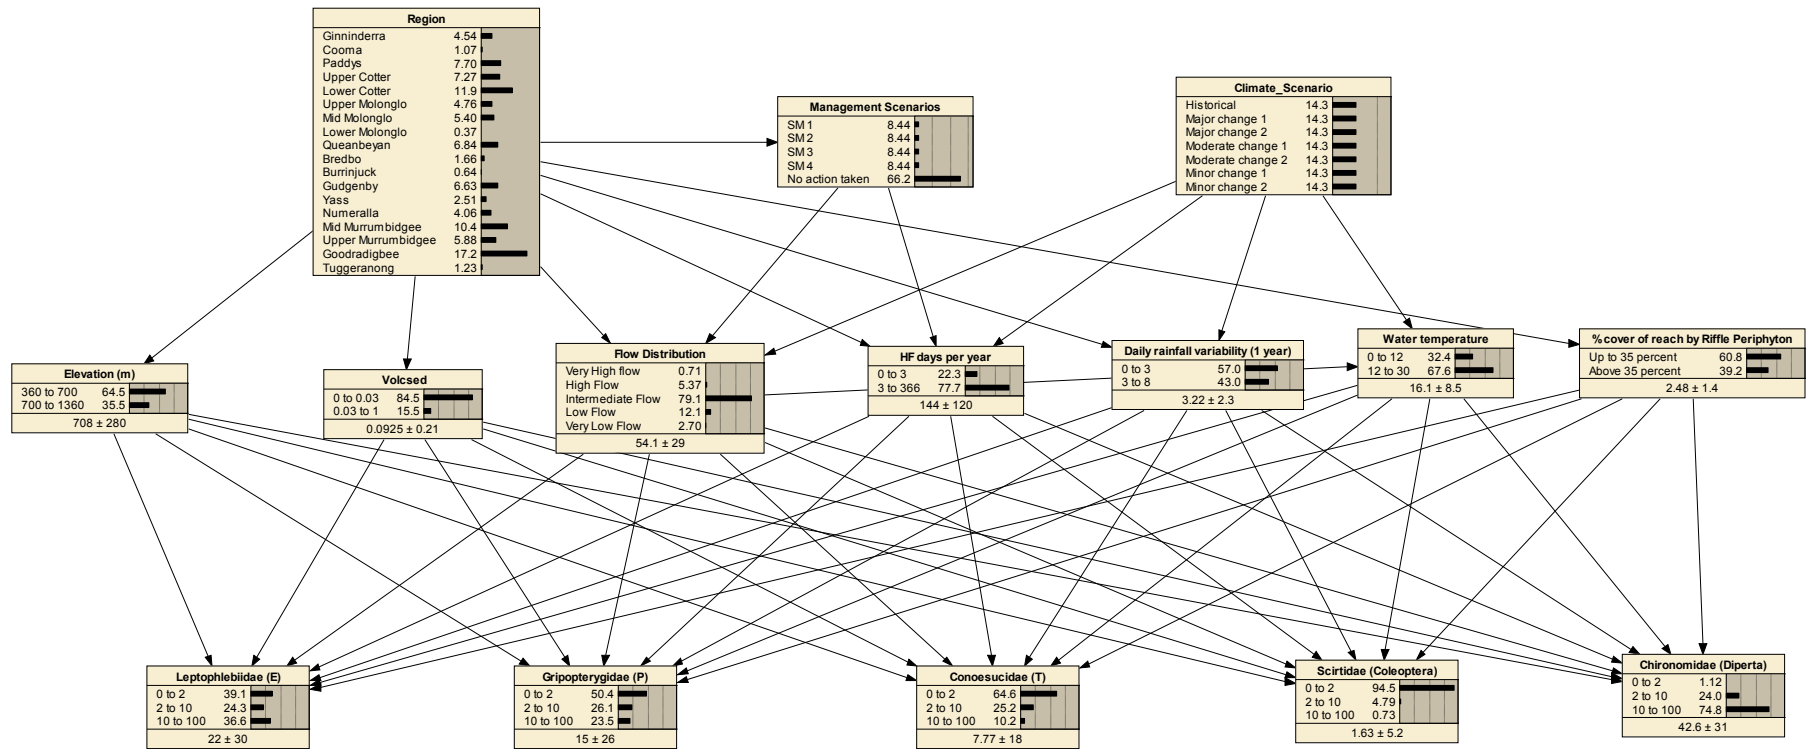 Region
Ginninderra 4.54
Cooma 1.07
Paddys 7.70
Upper Cotter 7.27
Lower Cotter 11.9
Upper Molonglo 4.76
Mid Molonglo 5.40
Lower Molonglo 0.37
Queanbeyan 6.84
Bredbo 1.66
Burrinjuck 0.64
Gudgenby 6.63
Yass 2.51
Numeralla 4.06
Mid Murrumbidgee 10.4
Upper Murrumbidgee 5.88
Goodradigbee 17.2
Tuggeranong 1.23
Management Scenarios
SM 1 8.44
SM 2 8.44
SM 3 8.44
SM 4 8.44
No action taken 66.2
Climate_Scenario
Historical 14.3
Major change 1 14.3
Major change 2 14.3
Moderate change 1 14.3
Moderate change 2 14.3
Minor change 1 14.3
Minor change 2 14.3
Elevation (m)
360 to 700 64.5
700 to 1360 35.5
708 ± 280
Volcsed
0 to 0.03 84.5
0.03 to 1 15.5
0.0925 ± 0.21
Flow Distribution
Very High flow 0.71
High Flow 5.37
Intermediate Flow 79.1
Low Flow 12.1
Very Low Flow 2.70
54.1 ± 29
HF days per year
0 to 3 22.3
3 to 366 77.7
144 ± 120
Daily rainfall variability (1 year)
0 to 3 57.0
3 to 8 43.0
3.22 ± 2.3
Water temperature
0 to 12 32.4
12 to 30 67.6
16.1 ± 8.5
% cover of reach by Riffle Periphyton
Up to 35 percent 60.8
Above 35 percent 39.2
2.48 ± 1.4
Leptophlebiidae (E)
0 to 2 39.1
2 to 10 24.3
10 to 100 36.6
22 ± 30
Gripopterygidae (P)
0 to 2 50.4
2 to 10 26.1
10 to 100 23.5
15 ± 26
Conoesucidae (T)
0 to 2 64.6
2 to 10 25.2
10 to 100 10.2
7.77 ± 18
Scirtidae (Coleoptera)
0 to 2 94.5
2 to 10 4.79
10 to 100 0.73
1.63 ± 5.2
Chironomidae (Diperta)
0 to 2 1.12
2 to 10 24.0
10 to 100 74.8
42.6 ± 31